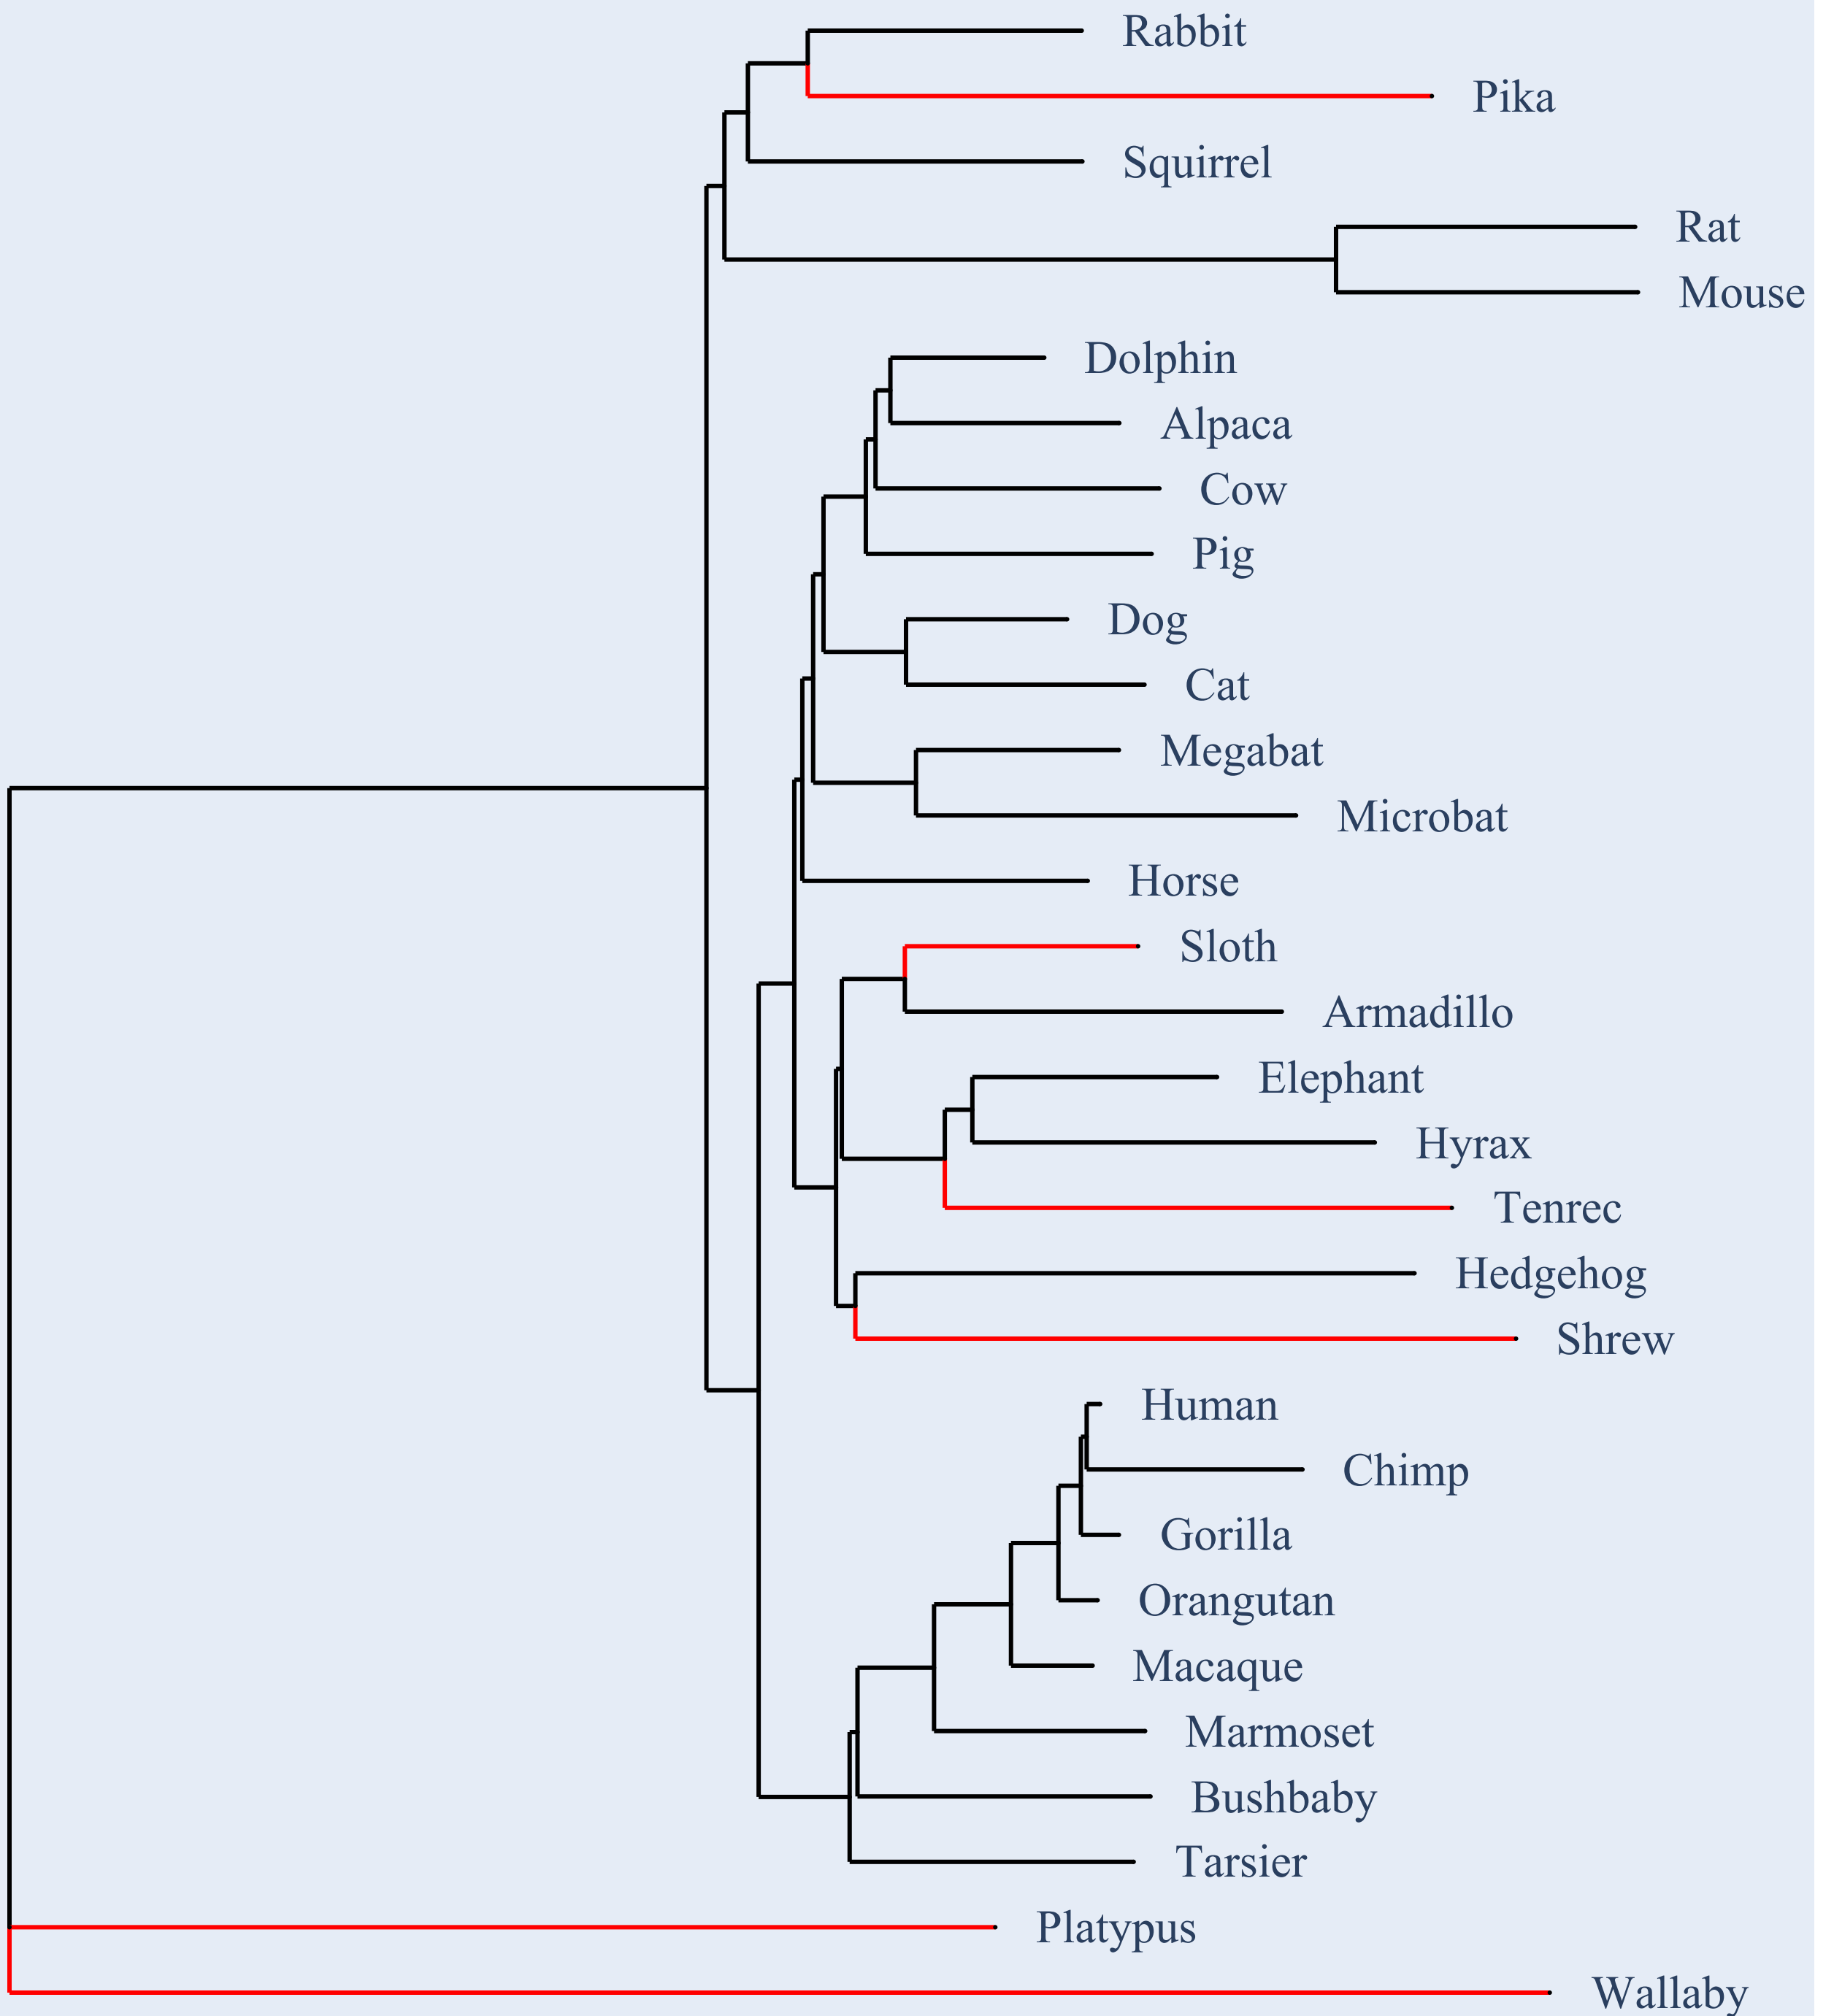 Rabbit
Pika
Squirrel
Rat
Mouse
Dolphin
Alpaca
Cow
Pig
Dog
Cat
Megabat
Microbat
Horse
Sloth
Armadillo
Elephant
Hyrax
Tenrec
Hedgehog
Shrew
Human
Chimp
Gorilla
Orangutan
Macaque
Marmoset
Bushbaby
Tarsier
Platypus
Wallaby